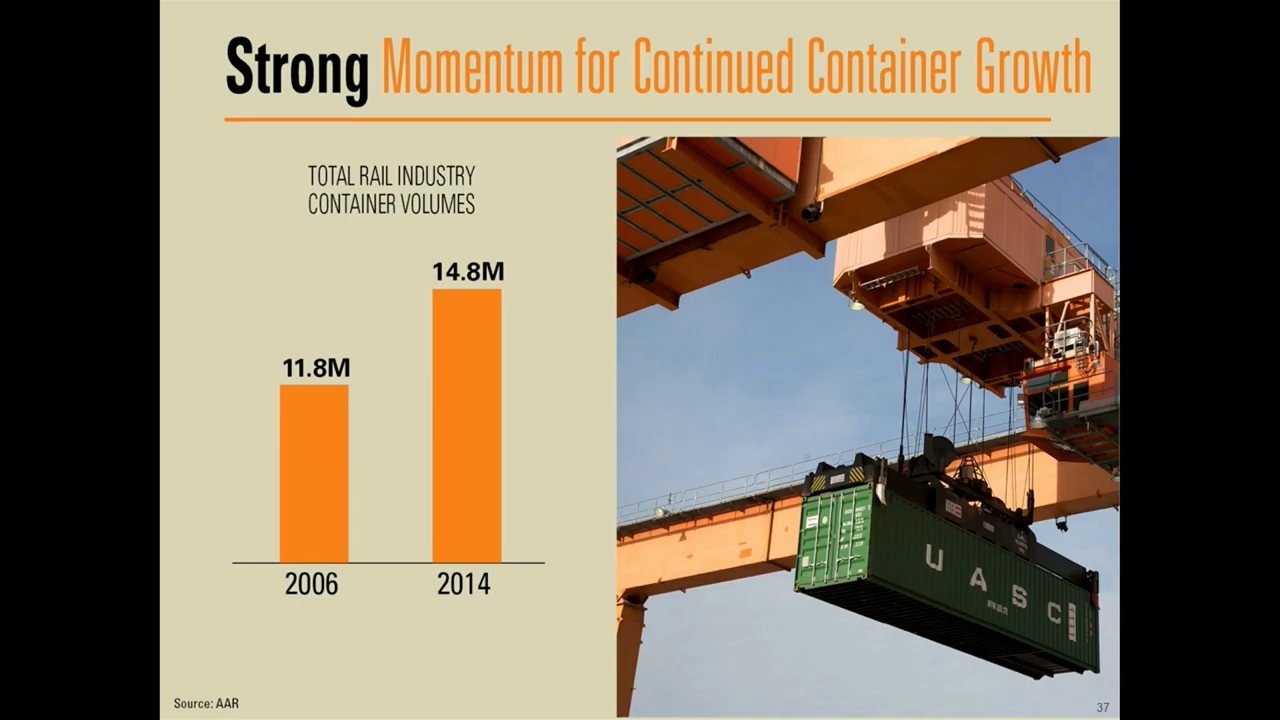 Strong Momentum for Continued Container Growth
TOTAL RAIL INDUSTRY
CONTAINER VOLUMES
14.8M
11.8M
2006 2014
U A S C
Source: AAR
37